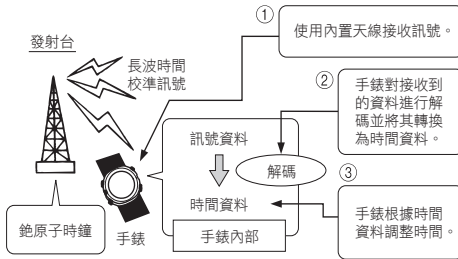 發射台
長波時間
校準訊號
銫原子時鐘
手錶
訊號資料
解碼
時間資料
手錶內部
①
使用內置天線接收訊號。
②
手錶對接收到
的資料進行解
碼並將其轉換
為時間資料。
③
手錶根據時間
資料調整時間。